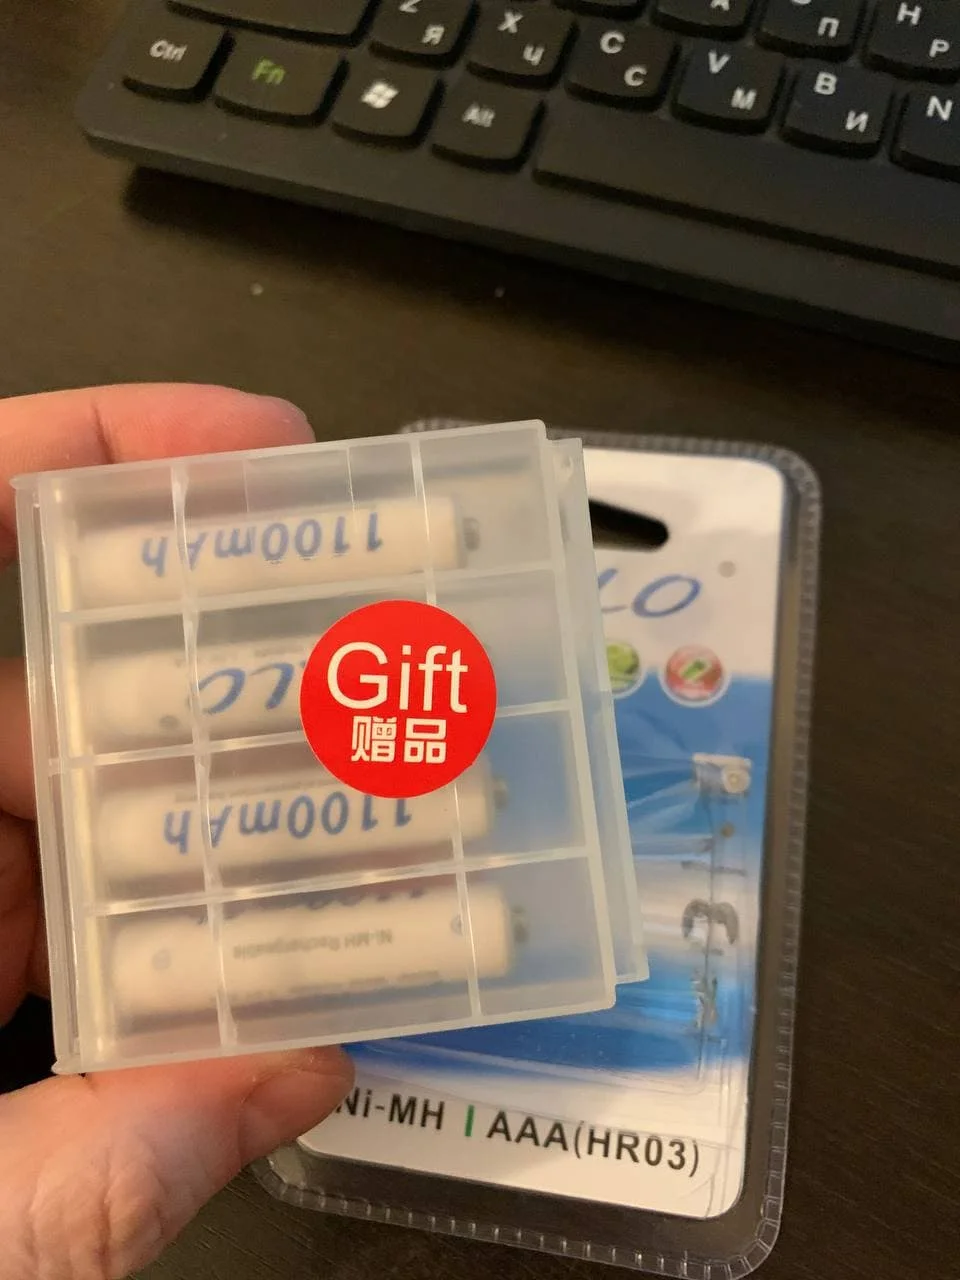 Ctrl
Fn
Alt
Z Я
X Ц
C С
V М
B И
N
А
П
Н Р
1100mAh
Gift
赠品
1100mAh
Ni-MH Rechargeable
Ni-MH | AAA(HR03)